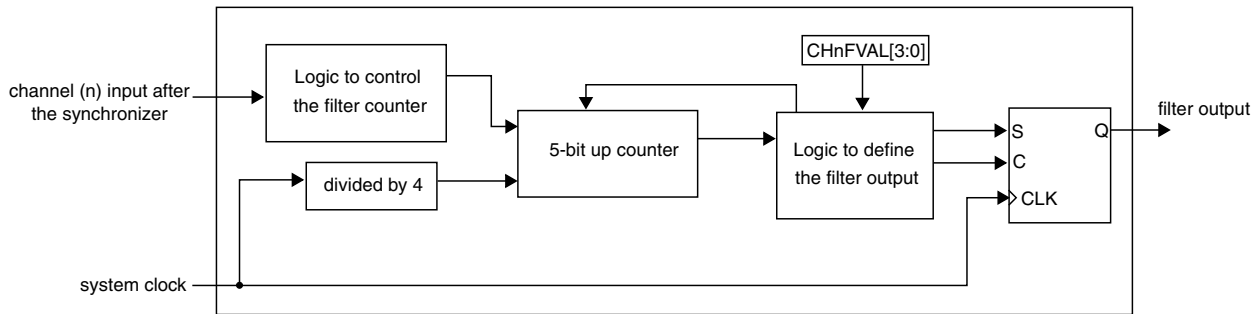 CHnFVAL[3:0]
Logic to control
the filter counter
channel (n) input after
the synchronizer
5-bit up counter
Logic to define
the filter output
S
Q
C
CLK
filter output
divided by 4
system clock